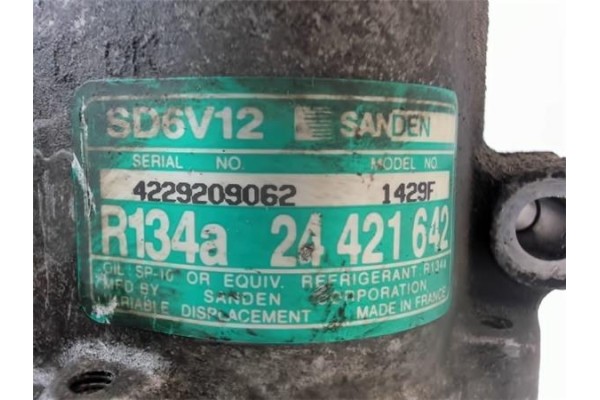 SD6V12 SANDEN
SERIAL NO. MODEL NO.
4229209062 1429F
R134a 24 421 642
OIL: SP-10 OR EQUIV. REFRIGERANT R134a
MFD BY SANDEN CORPORATION
VARIABLE DISPLACEMENT MADE IN FRANCE